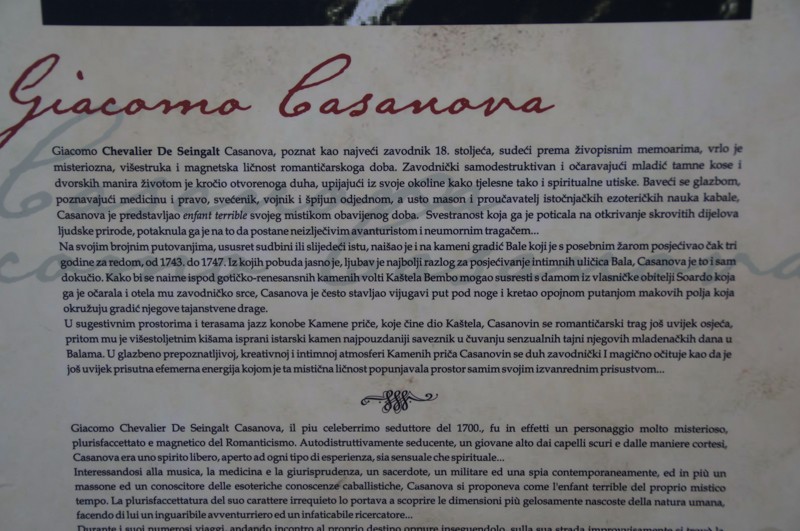 Giacomo Casanova
Giacomo Chevalier De Seingalt Casanova, poznat kao najveći zavodnik 18. stoljeća, sudeći prema živopisnim memoarima, vrlo je
misteriozna, višestruka i magnetska ličnost romantičarskoga doba. Zavodnički samodestruktivan i očaravajući mladić tamne kose i
dvorskih manira životom je kročio otvorenoga duha, upijajući iz svoje okoline kako tjelesne tako i spiritualne utiske. Baveći se glazbom,
poznavajući medicinu i pravo, svećenik, vojnik i špijun odjednom, a usto mason i proučavatelj istočnjačkih ezoteričkih nauka kabale,
Casanova je predstavljao enfant terrible svojeg mistikom obavijenog doba. Svestranost koja ga je poticala na otkrivanje skrovitih dijelova
ljudske prirode, potaknula ga je na to da postane neizlječivim avanturistom i neumornim tragačem...
Na svojim brojnim putovanjima, ususret sudbini ili slijedeći istu, naišao je i na kameni gradić Bale koji je s posebnim žarom posjećivao čak tri
godine za redom, od 1743. do 1747. Iz kojih pobuda jasno je, ljubav je najbolji razlog za posjećivanje intimnih uličica Bala, Casanova je to i sam
dokučio. Kako bi se naime ispod gotičko-renesansnih kamenih volti Kaštela Bembo mogao susresti s damom iz vlasničke obitelji Soardo koja
ga je očarala i otela mu zavodničko srce, Casanova je često stavljao vijugavi put pod noge i kretao opojnom putanjom makovih polja koja
okružuju gradić njegove tajanstvene drage.
U sugestivnim prostorima i terasama jazz konobe Kamene priče, koje čine dio Kaštela, Casanovin se romantičarski trag još uvijek osjeća,
pritom mu je višestoljetnim kišama isprani istarski kamen najpouzdaniji saveznik u čuvanju senzualnih tajni njegovih mladenačkih dana u
Balama. U glazbeno prepoznatljivoj, kreativnoj i intimnoj atmosferi Kamenih priča Casanovin se duh zavodnički I magično očituje kao da je
još uvijek prisutna efemerna energija kojom je ta mistična ličnost popunjavala prostor samim svojim izvanrednim prisustvom...
Giacomo Chevalier De Seingalt Casanova, il piu celeberrimo seduttore del 1700., fu in effetti un personaggio molto misterioso,
plurisfaccettato e magnetico del Romanticismo. Autodistruttivamente seducente, un giovane alto dai capelli scuri e dalle maniere cortesi,
Casanova era uno spirito libero, aperto ad ogni tipo di esperienza, sia sensuale che spirituale...
Interessandosi alla musica, la medicina e la giurisprudenza, un sacerdote, un militare ed una spia contemporaneamente, ed in più un
massone ed un conoscitore delle esoteriche conoscenze caballistiche, Casanova si proponeva come l'enfant terrible del proprio mistico
tempo. La plurisfaccettatura del suo carattere irrequieto lo portava a scoprire le dimensioni più gelosamente nascoste della natura umana,
facendo di lui un inguaribile avventurriero ed un infaticabile ricercatore...
Durante i suoi numerosi viaggi, andando incontro al proprio destino oppure inseguendolo, sulla sua strada